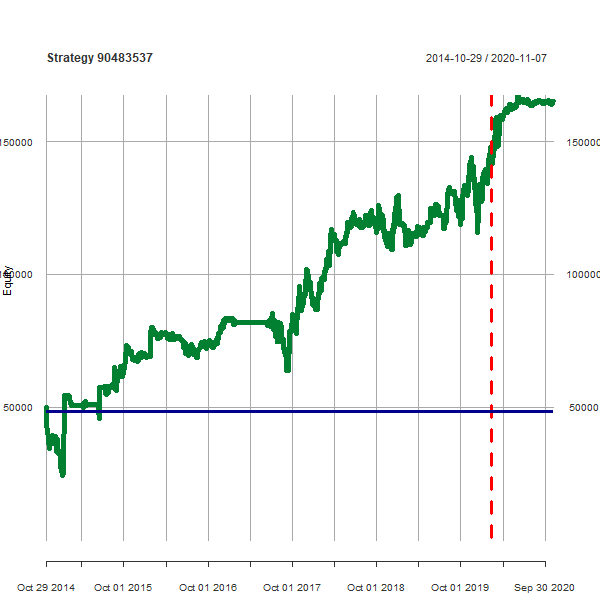 Strategy 90483537
2014-10-29 / 2020-11-07
150000
150000
100000
100000
Equity
50000
50000
Oct 29 2014
Oct 01 2015
Oct 01 2016
Oct 01 2017
Oct 01 2018
Oct 01 2019
Sep 30 2020